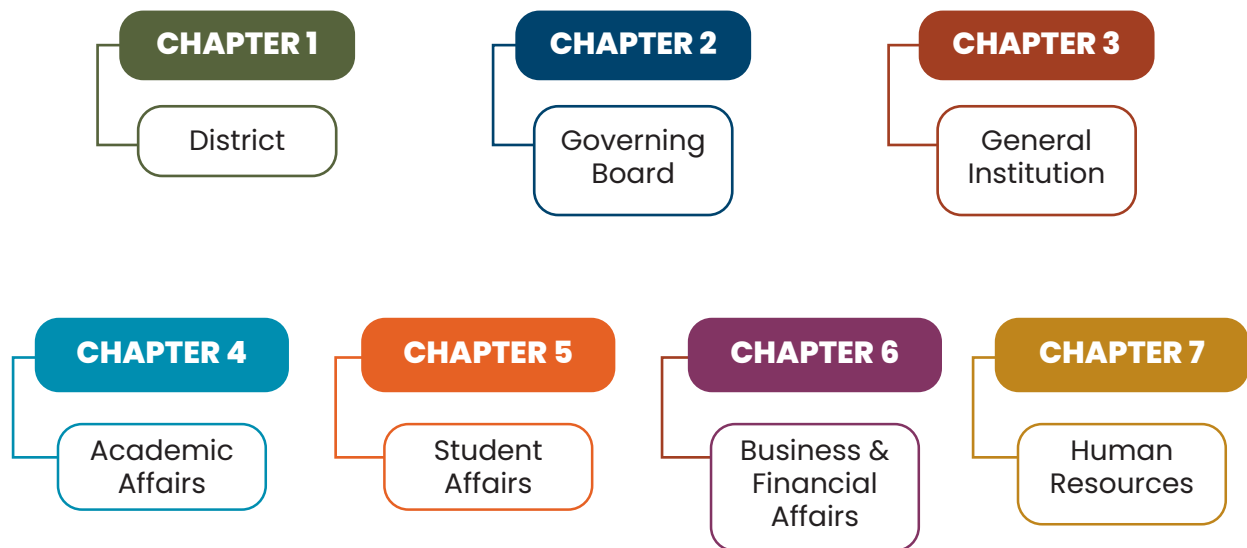 CHAPTER 1
District
CHAPTER 2
Governing
Board
CHAPTER 3
General
Institution
CHAPTER 4
Academic
Affairs
CHAPTER 5
Student
Affairs
CHAPTER 6
Business &
Financial
Affairs
CHAPTER 7
Human
Resources